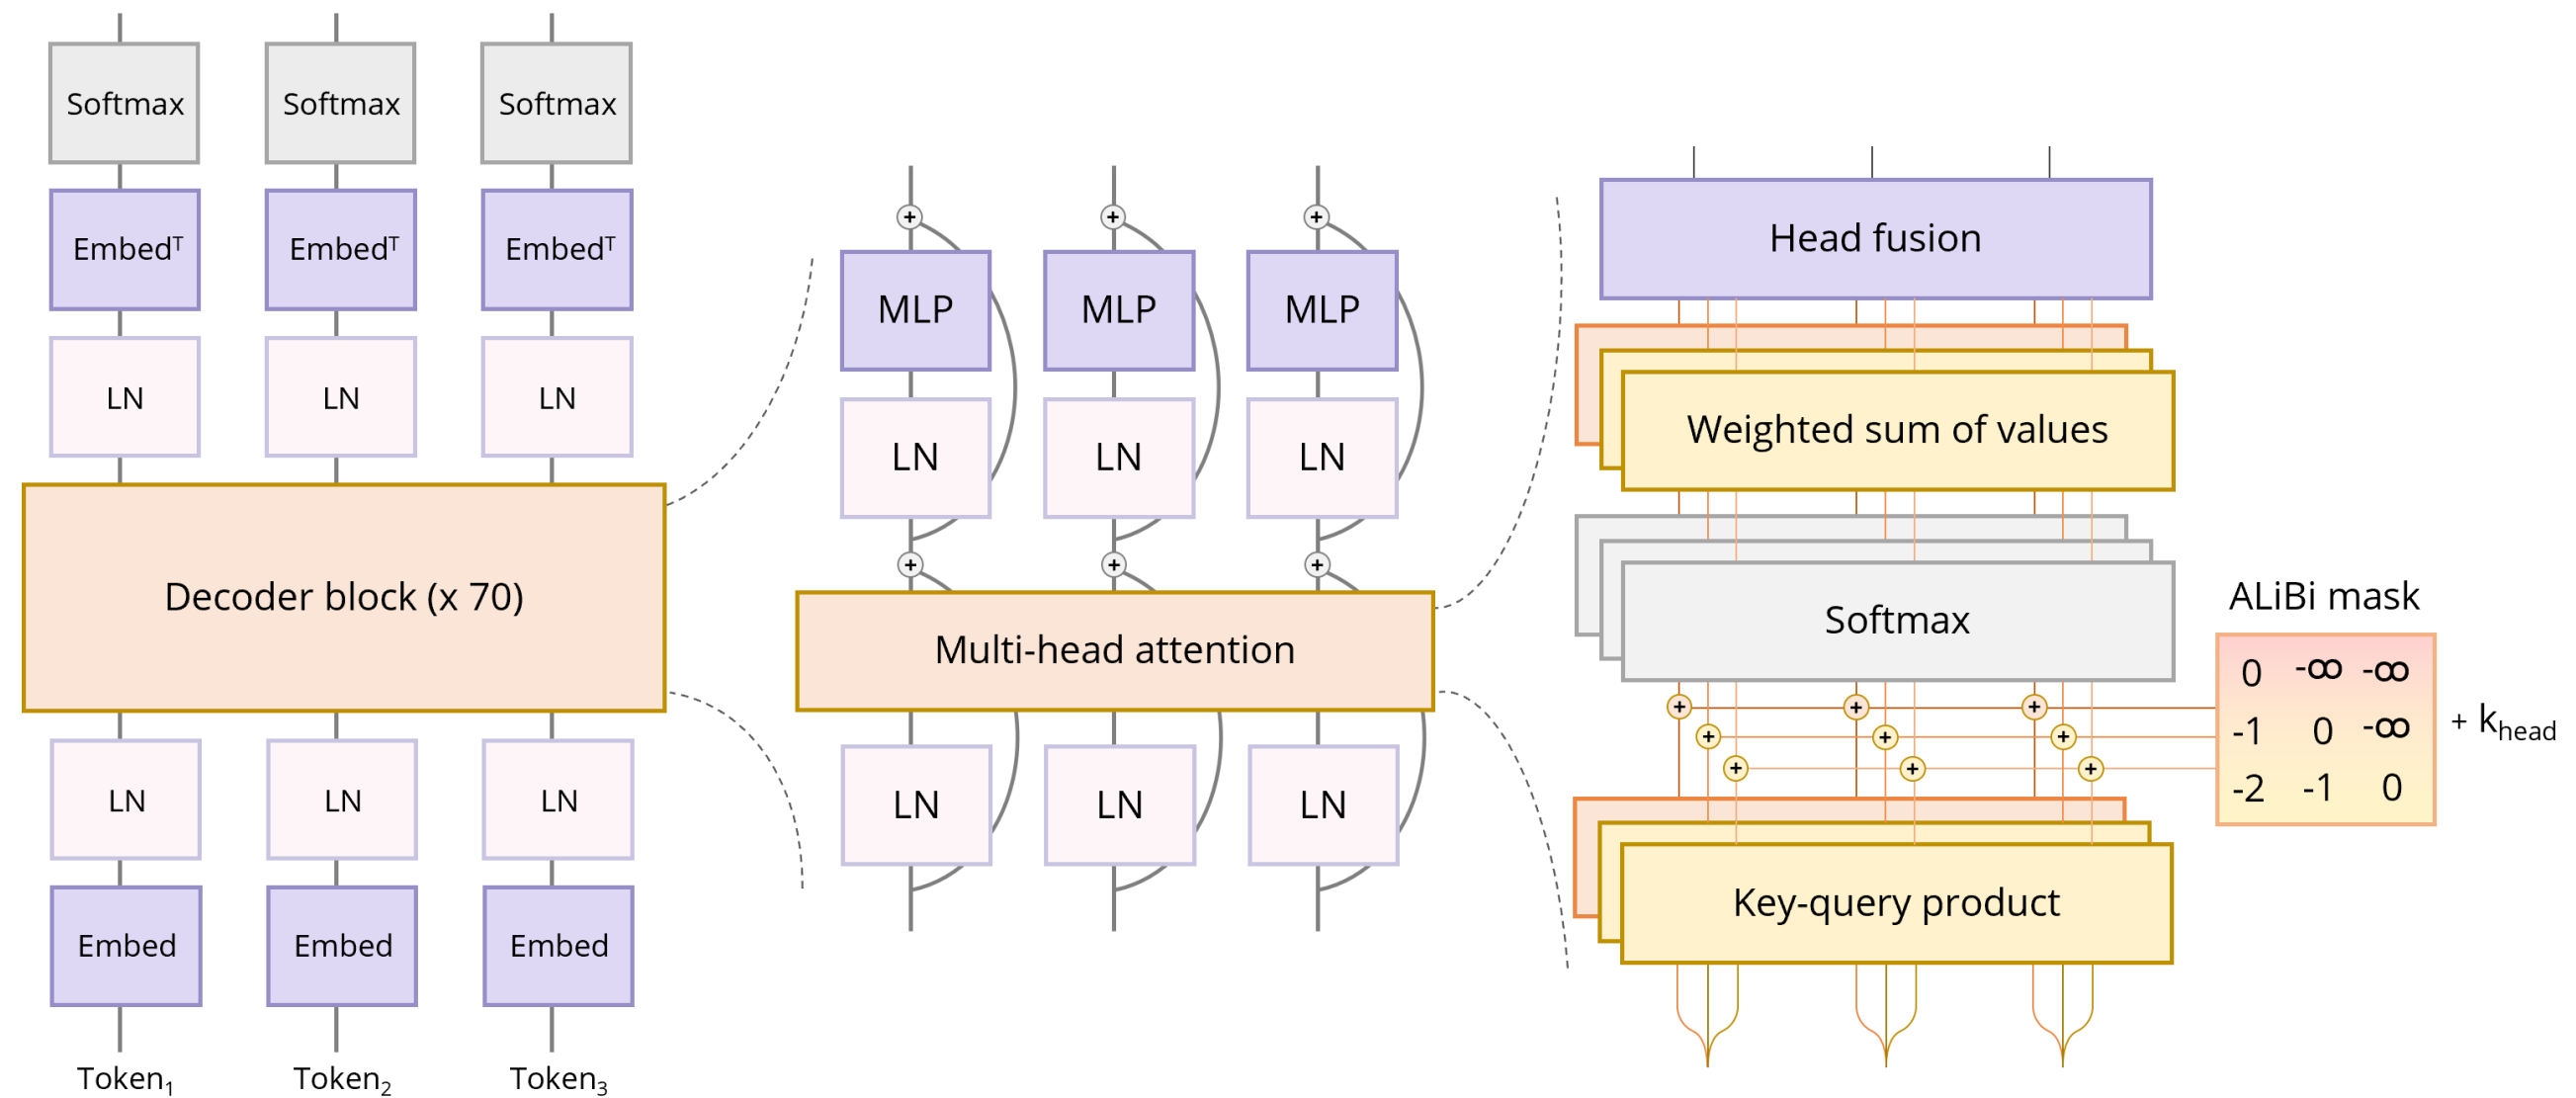 Softmax Softmax Softmax
Embedᵀ Embedᵀ Embedᵀ
LN LN LN
Decoder block (x 70)
LN LN LN
Embed Embed Embed
Token₁ Token₂ Token₃
+ + +
MLP MLP MLP
LN LN LN
+ + +
Multi-head attention
LN LN LN
Head fusion
Weighted sum of values
Softmax
+ + +
+ + +
+ + +
Key-query product
ALiBi mask
0 -∞ -∞
-1 0 -∞
-2 -1 0
+ k_head